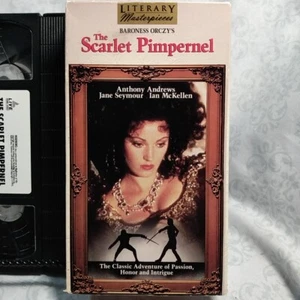 LITERARY
Masterpieces
BARONESS ORCZY'S
The
Scarlet Pimpernel
Anthony Andrews
Jane Seymour Ian McKellen
The Classic Adventure of Passion,
Honor and Intrigue
THE SCARLET PIMPERNEL